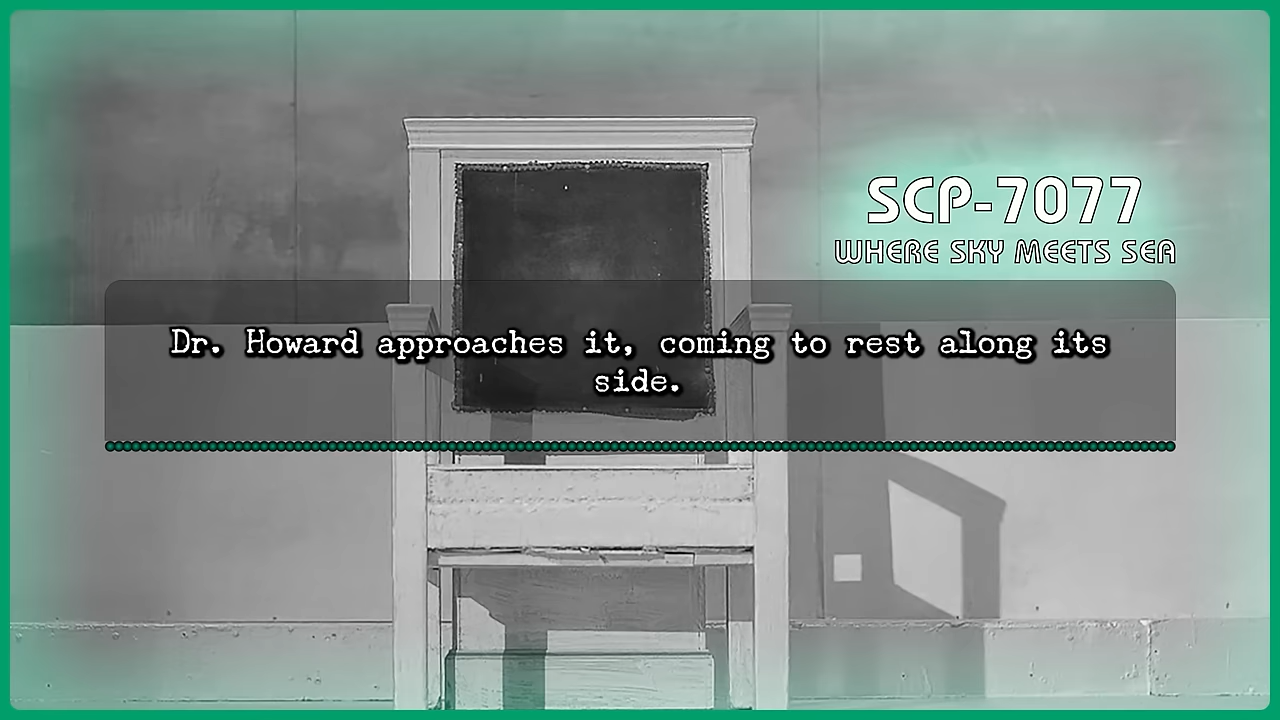 SCP-7077
WHERE SKY MEETS SEA
Dr. Howard approaches it, coming to rest along its
side.